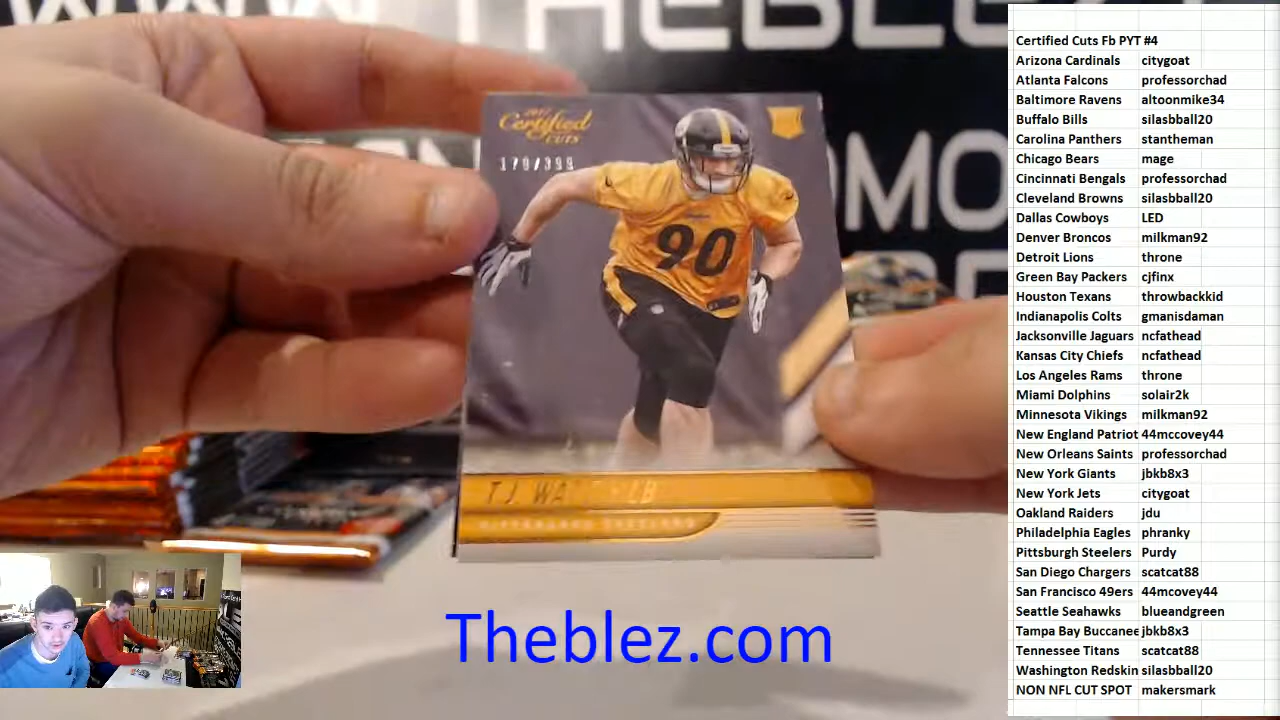 2017
Certified
CUTS
179/399
90
T.J. WATT
PITTSBURGH STEELERS
Theblez.com
Certified Cuts Fb PYT #4
Arizona Cardinals citygoat
Atlanta Falcons professorchad
Baltimore Ravens altoonmike34
Buffalo Bills silasbball20
Carolina Panthers stantheman
Chicago Bears mage
Cincinnati Bengals professorchad
Cleveland Browns silasbball20
Dallas Cowboys LED
Denver Broncos milkman92
Detroit Lions throne
Green Bay Packers cjfinx
Houston Texans throwbackkid
Indianapolis Colts gmanisdaman
Jacksonville Jaguars ncfathead
Kansas City Chiefs ncfathead
Los Angeles Rams throne
Miami Dolphins solair2k
Minnesota Vikings milkman92
New England Patriot 44mccovey44
New Orleans Saints professorchad
New York Giants jbkb8x3
New York Jets citygoat
Oakland Raiders jdu
Philadelphia Eagles phranky
Pittsburgh Steelers Purdy
San Diego Chargers scatcat88
San Francisco 49ers 44mcovey44
Seattle Seahawks blueandgreen
Tampa Bay Buccanee jbkb8x3
Tennessee Titans scatcat88
Washington Redskin silasbball20
NON NFL CUT SPOT makersmark